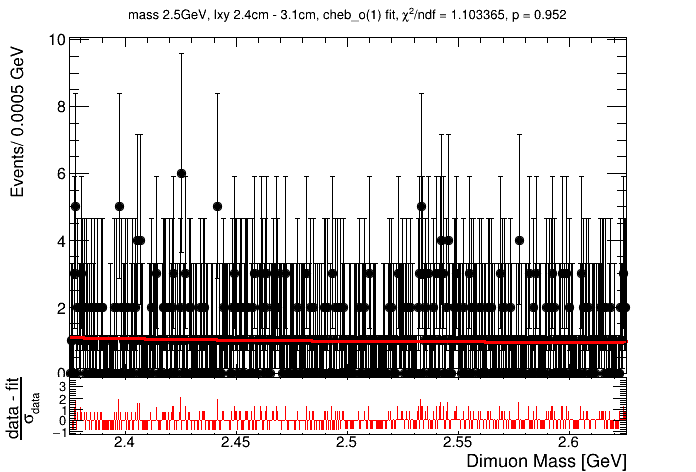 mass 2.5GeV, lxy 2.4cm - 3.1cm, cheb_o(1) fit, χ²/ndf = 1.103365, p = 0.952
Events/ 0.0005 GeV
10
8
6
4
2
0
data - fit
σdata
3
2
1
0
−1
2.4 2.45 2.5 2.55 2.6
Dimuon Mass [GeV]